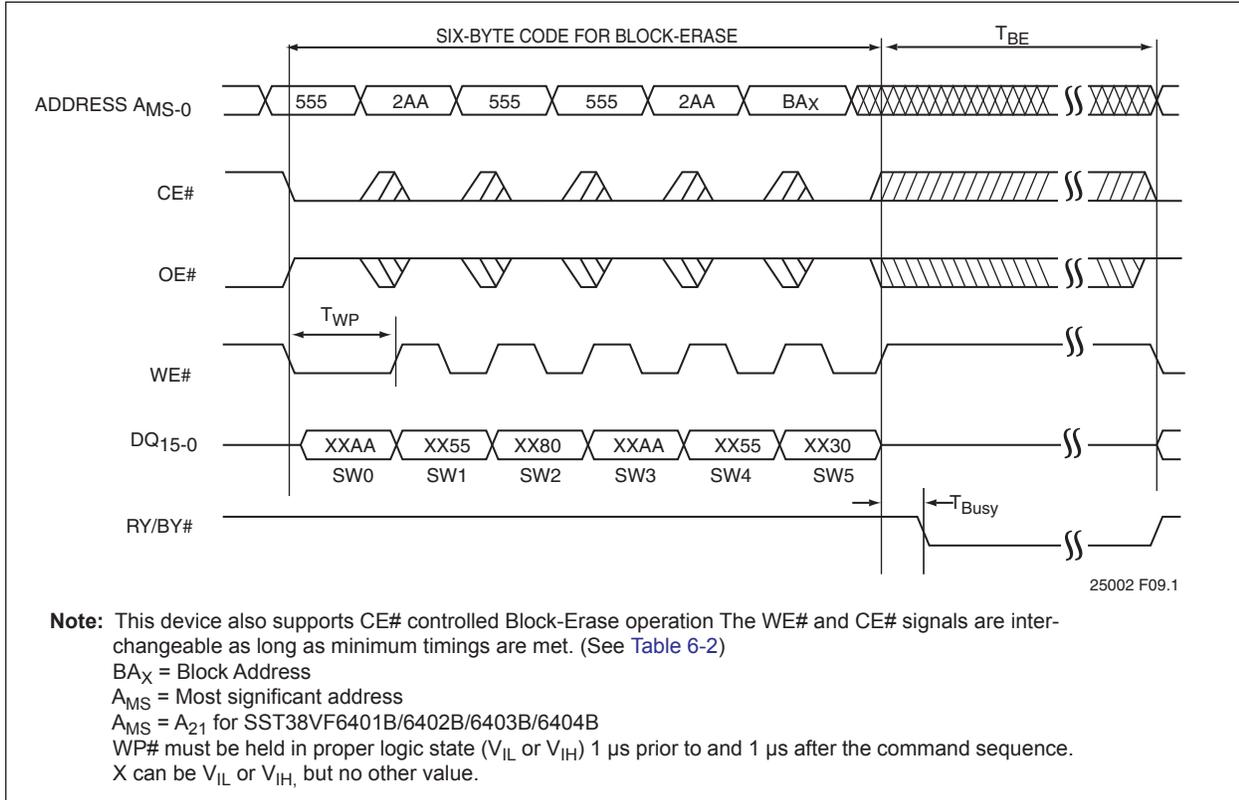 SIX-BYTE CODE FOR BLOCK-ERASE
TBE
ADDRESS AMS-0
555 2AA 555 555 2AA BAX
CE#
OE#
TWP
WE#
DQ15-0
XXAA XX55 XX80 XXAA XX55 XX30
SW0 SW1 SW2 SW3 SW4 SW5
TBusy
RY/BY#
25002 F09.1
Note: This device also supports CE# controlled Block-Erase operation The WE# and CE# signals are inter-
changeable as long as minimum timings are met. (See Table 6-2)
BAX = Block Address
AMS = Most significant address
AMS = A21 for SST38VF6401B/6402B/6403B/6404B
WP# must be held in proper logic state (VIL or VIH) 1 µs prior to and 1 µs after the command sequence.
X can be VIL or VIH, but no other value.